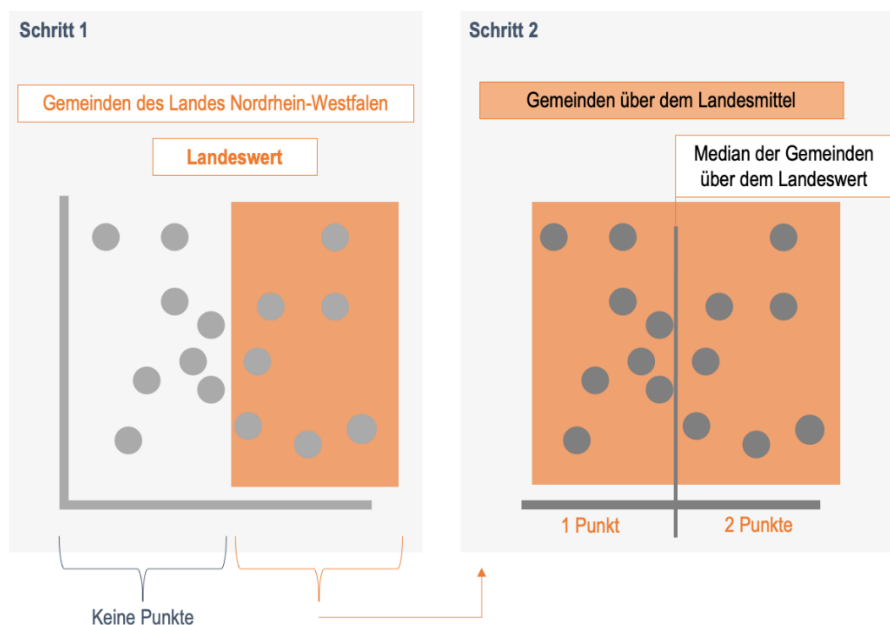 Schritt 1
Gemeinden des Landes Nordrhein-Westfalen
Landeswert
Keine Punkte
Schritt 2
Gemeinden über dem Landesmittel
Median der Gemeinden
über dem Landeswert
1 Punkt
2 Punkte